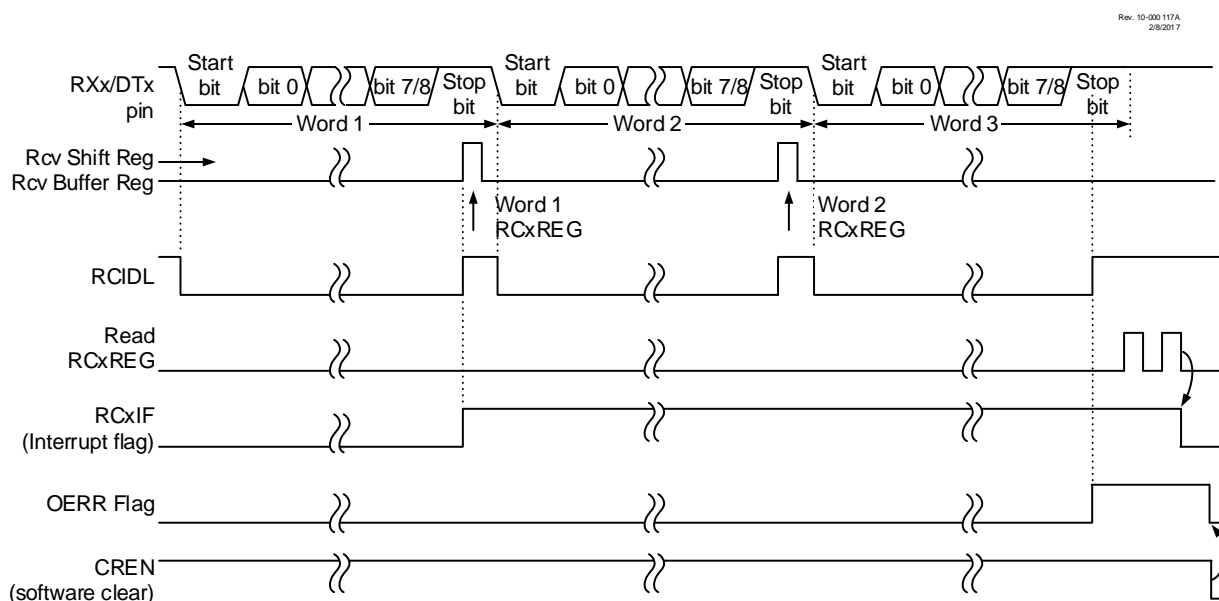 Rev. 10-000 117A
2/8/2017
RXx/DTx
pin
Start
bit
bit 0
bit 7/8
Stop
bit
Start
bit
bit 0
bit 7/8
Stop
bit
Start
bit
bit 0
bit 7/8
Stop
bit
Word 1
Word 2
Word 3
Rcv Shift Reg
Rcv Buffer Reg
Word 1
RCxREG
Word 2
RCxREG
RCIDL
Read
RCxREG
RCxIF
(Interrupt flag)
OERR Flag
CREN
(software clear)